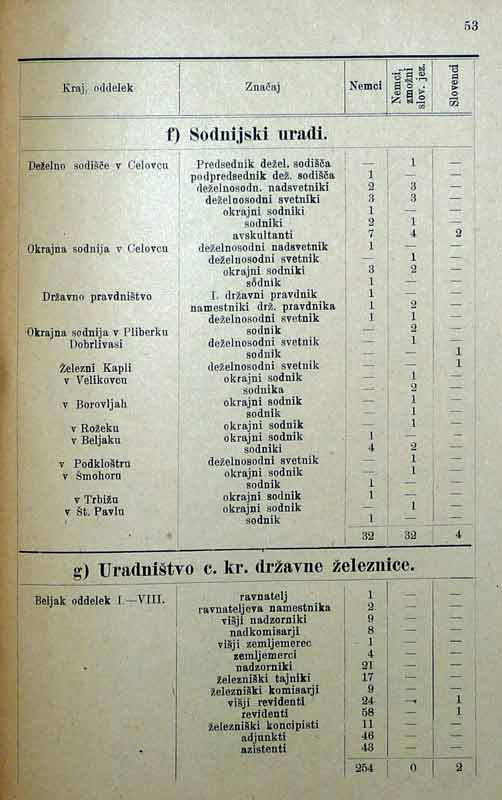 53
Kraj, oddelek Značaj Nemci Nemci, zmožni slov. jez. Slovenci
f) Sodnijski uradi.
Deželno sodišče v Celovcu Predsednik dežel. sodišča — 1 —
podpredsednik dež. sodišča 1 — —
deželnosodn. nadsvetniki 2 3 —
deželnosodni svetniki 3 3 —
okrajni sodniki 1 — —
sodniki 2 1 —
avskultanti 7 4 2
Okrajna sodnija v Celovcu deželnosodni nadsvetnik 1 — —
deželnosodni svetnik — 1 —
okrajni sodniki 3 2 —
sodnik 1 — —
Državno pravdništvo I. državni pravdnik 1 — —
namestniki drž. pravdnika 1 2 —
deželnosodni svetnik 1 1 —
Okrajna sodnija v Pliberku sodnik — 2 —
Dobrlivasi deželnosodni svetnik — 1 —
sodnik — — 1
Železni Kapli deželnosodni svetnik — — 1
v Velikovcu okrajni sodnik — 1 —
sodnika — 2 —
v Borovljah okrajni sodnik — 1 —
sodnik — 1 —
v Rožeku okrajni sodnik — 1 —
v Beljaku okrajni sodnik 1 — —
sodniki 4 2 —
v Podkloštru deželnosodni svetnik — 1 —
v Šmohoru okrajni sodnik — 1 —
sodnik 1 — —
v Trbižu okrajni sodnik 1 — —
v Št. Pavlu okrajni sodnik — 1 —
sodnik 1 — —
32 32 4
g) Uradništvo c. kr. državne železnice.
Beljak oddelek I.—VIII. ravnatelj 1 — —
ravnateljeva namestnika 2 — —
višji nadzorniki 9 — —
nadkomisarji 8 — —
višji zemljemerec 1 — —
zemljemerci 4 — —
nadzorniki 21 — —
železniški tajniki 17 — —
železniški komisarji 9 — —
višji revidenti 24 — 1
revidenti 58 — 1
železniški koncipisti 11 — —
adjunkti 46 — —
azistenti 43 — —
254 0 2